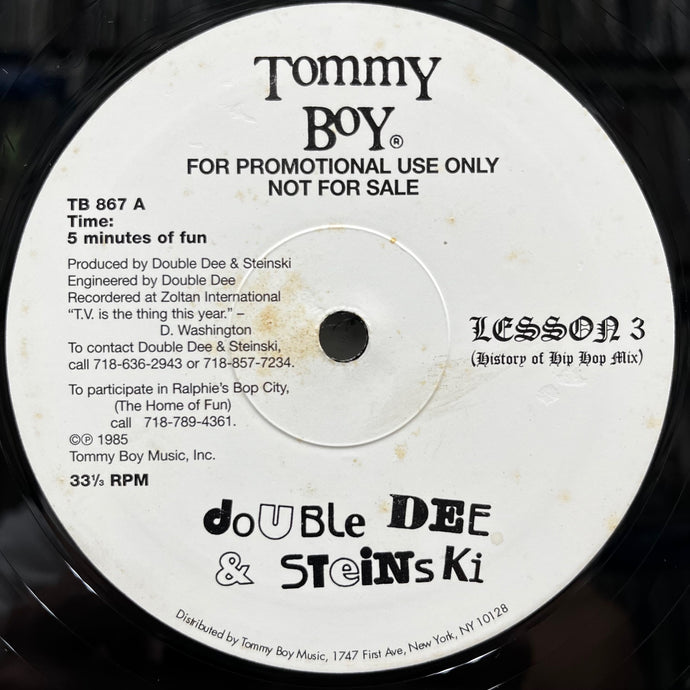 Tommy
Boy®
FOR PROMOTIONAL USE ONLY
NOT FOR SALE
TB 867 A
Time:
5 minutes of fun
Produced by Double Dee & Steinski
Engineered by Double Dee
Recordered at Zoltan International
“T.V. is the thing this year.” –
D. Washington
To contact Double Dee & Steinski,
call 718-636-2943 or 718-857-7234.
To participate in Ralphie's Bop City,
(The Home of Fun)
call 718-789-4361.
©℗ 1985
Tommy Boy Music, Inc.
33⅓ RPM
LESSON 3
(History of Hip Hop Mix)
doUBle DEE
& STeiNsKi
Distributed by Tommy Boy Music, 1747 First Ave, New York, NY 10128